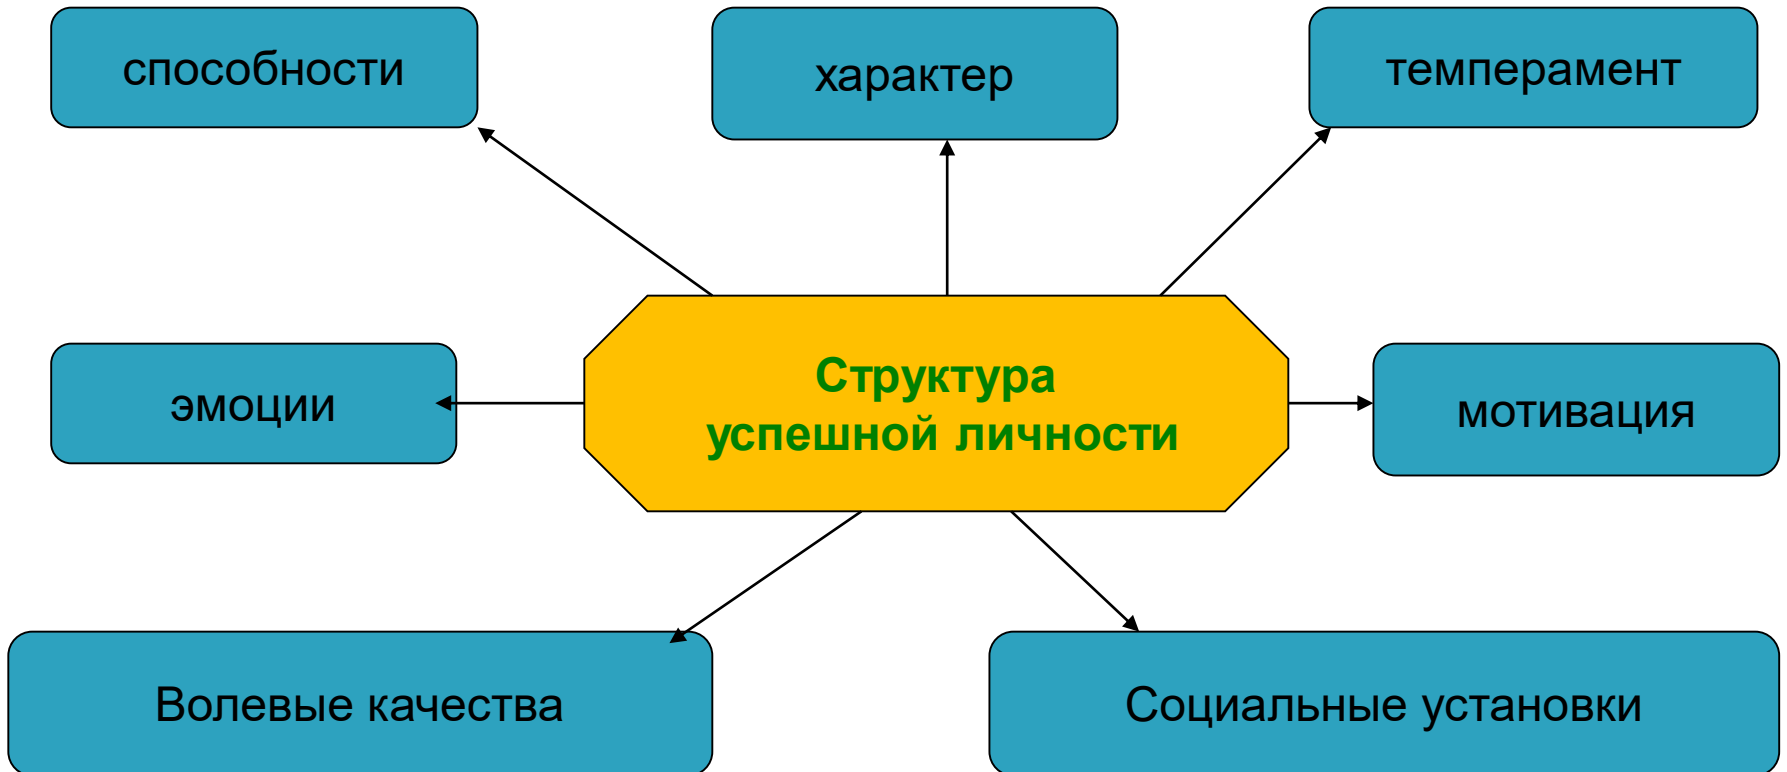 способности
характер
темперамент
эмоции
Структура
успешной личности
мотивация
Волевые качества
Социальные установки